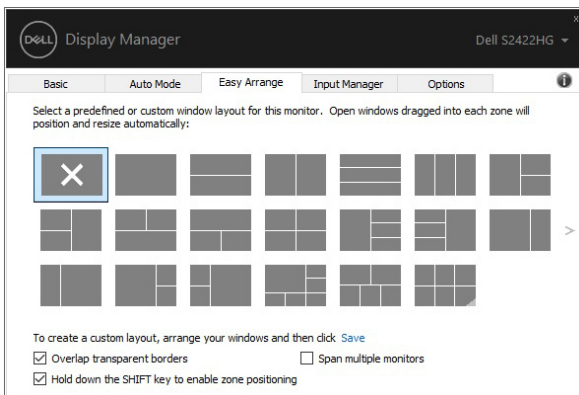 DELL Display Manager
Dell S2422HG
Basic Auto Mode Easy Arrange Input Manager Options
Select a predefined or custom window layout for this monitor. Open windows dragged into each zone will
position and resize automatically:
To create a custom layout, arrange your windows and then click Save
Overlap transparent borders
Span multiple monitors
Hold down the SHIFT key to enable zone positioning